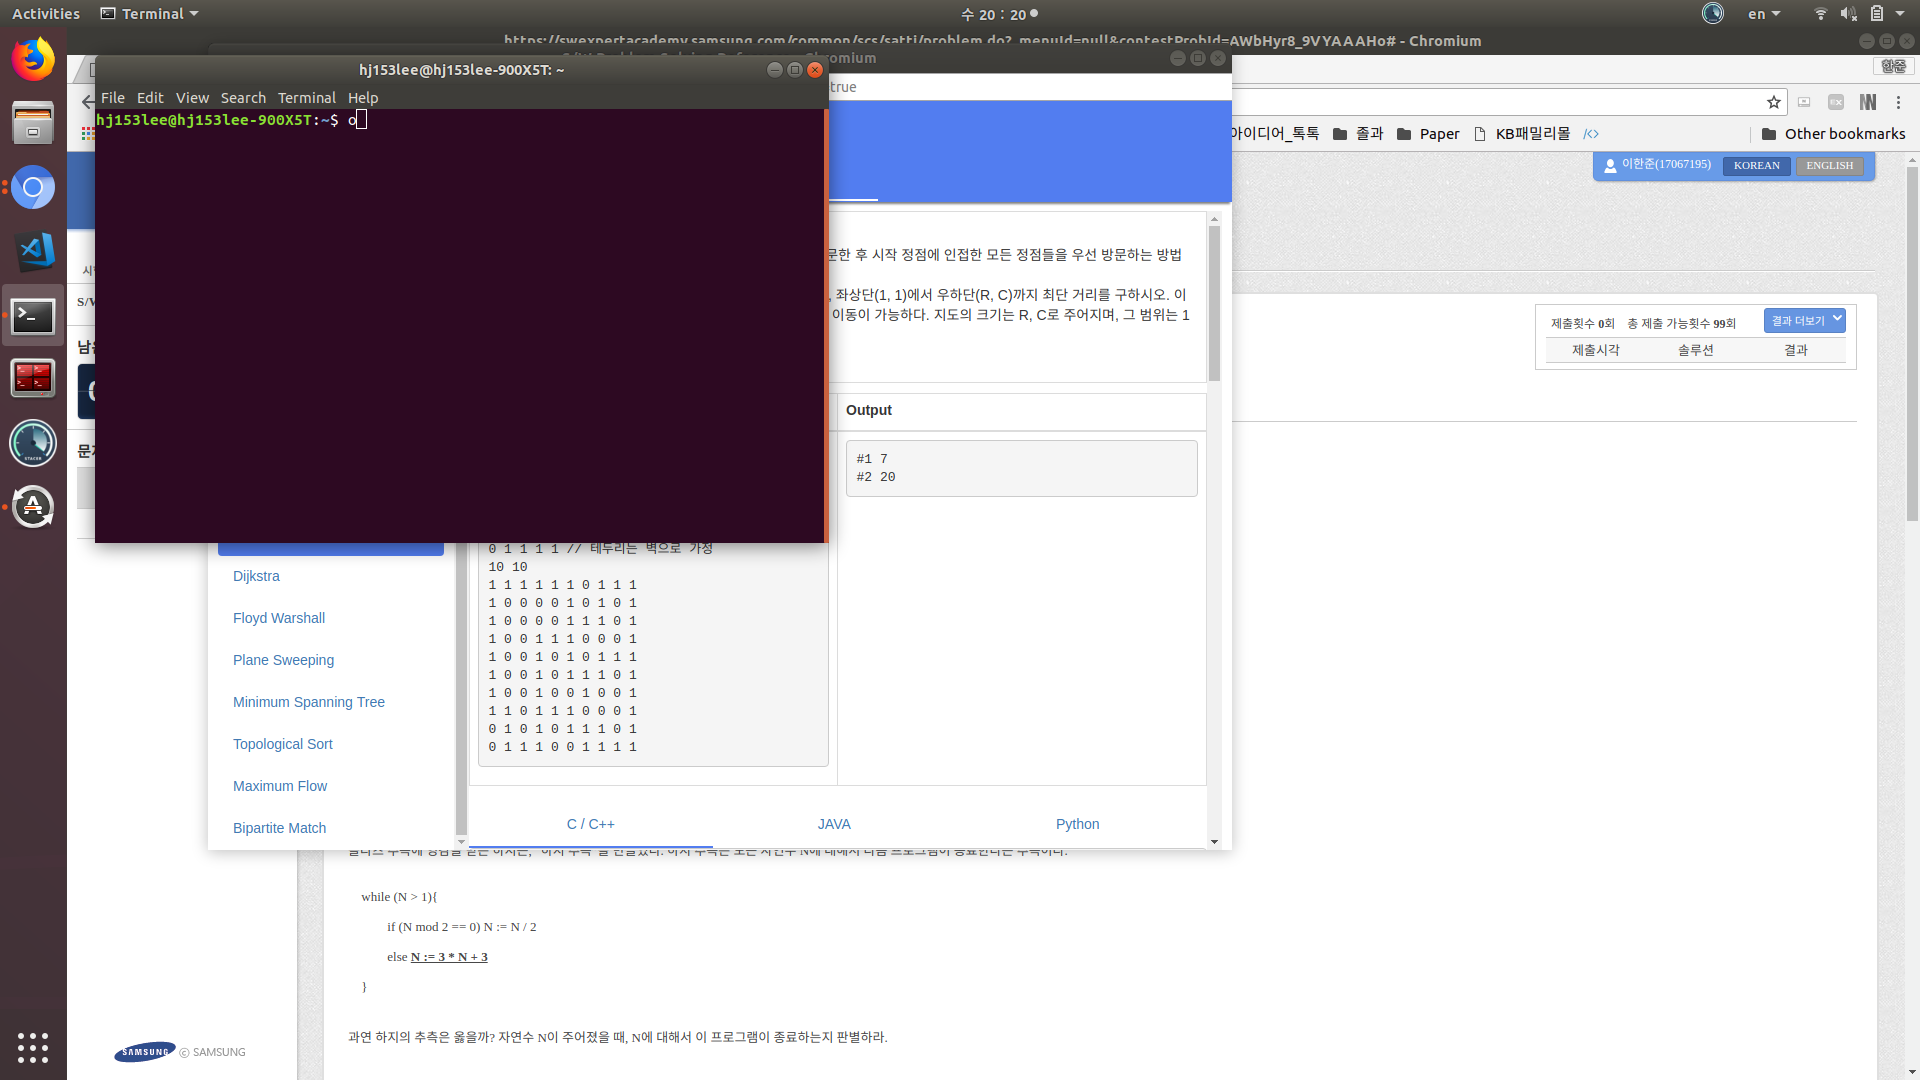 Activities
Terminal
수 20 : 20
en
https://swexpertacademy.samsung.com/common/scs/satti/problem.do?_menuId=null&contestProbId=AWbHyr8_9VYAAAHo# - Chromium
hj153lee@hj153lee-900X5T: ~
File Edit View Search Terminal Help
hj153lee@hj153lee-900X5T:~$ o
true
한준
아이디어_톡톡
졸과
Paper
KB패밀리몰
Other bookmarks
이한준(17067195)
KOREAN
ENGLISH
문한 후 시작 정점에 인접한 모든 정점들을 우선 방문하는 방법
, 좌상단(1, 1)에서 우하단(R, C)까지 최단 거리를 구하시오. 이
이동이 가능하다. 지도의 크기는 R, C로 주어지며, 그 범위는 1
제출횟수 0회 총 제출 가능횟수 99회
결과 더보기
제출시각 솔루션 결과
Output
#1 7
#2 20
0 1 1 1 1 // 테두리는 벽으로 가정
10 10
1 1 1 1 1 1 0 1 1 1
1 0 0 0 0 1 0 1 0 1
1 0 0 0 0 1 1 1 0 1
1 0 0 1 1 1 0 0 0 1
1 0 0 1 0 1 0 1 1 1
1 0 0 1 0 1 1 1 0 1
1 0 0 1 0 0 1 0 0 1
1 1 0 1 1 1 0 0 0 1
0 1 0 1 0 1 1 1 0 1
0 1 1 1 0 0 1 1 1 1
Dijkstra
Floyd Warshall
Plane Sweeping
Minimum Spanning Tree
Topological Sort
Maximum Flow
Bipartite Match
C / C++
JAVA
Python
while (N > 1){
if (N mod 2 == 0) N := N / 2
else N := 3 * N + 3
}
과연 하지의 추측은 옳을까? 자연수 N이 주어졌을 때, N에 대해서 이 프로그램이 종료하는지 판별하라.
SAMSUNG © SAMSUNG
STACER